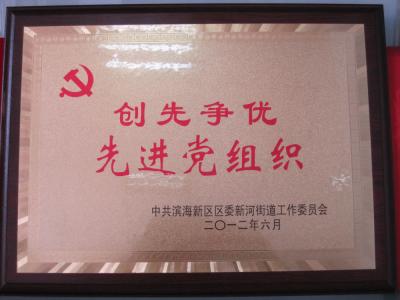 创先争优
先进党组织
中共滨海新区区委新河街道工作委员会
二〇一二年六月